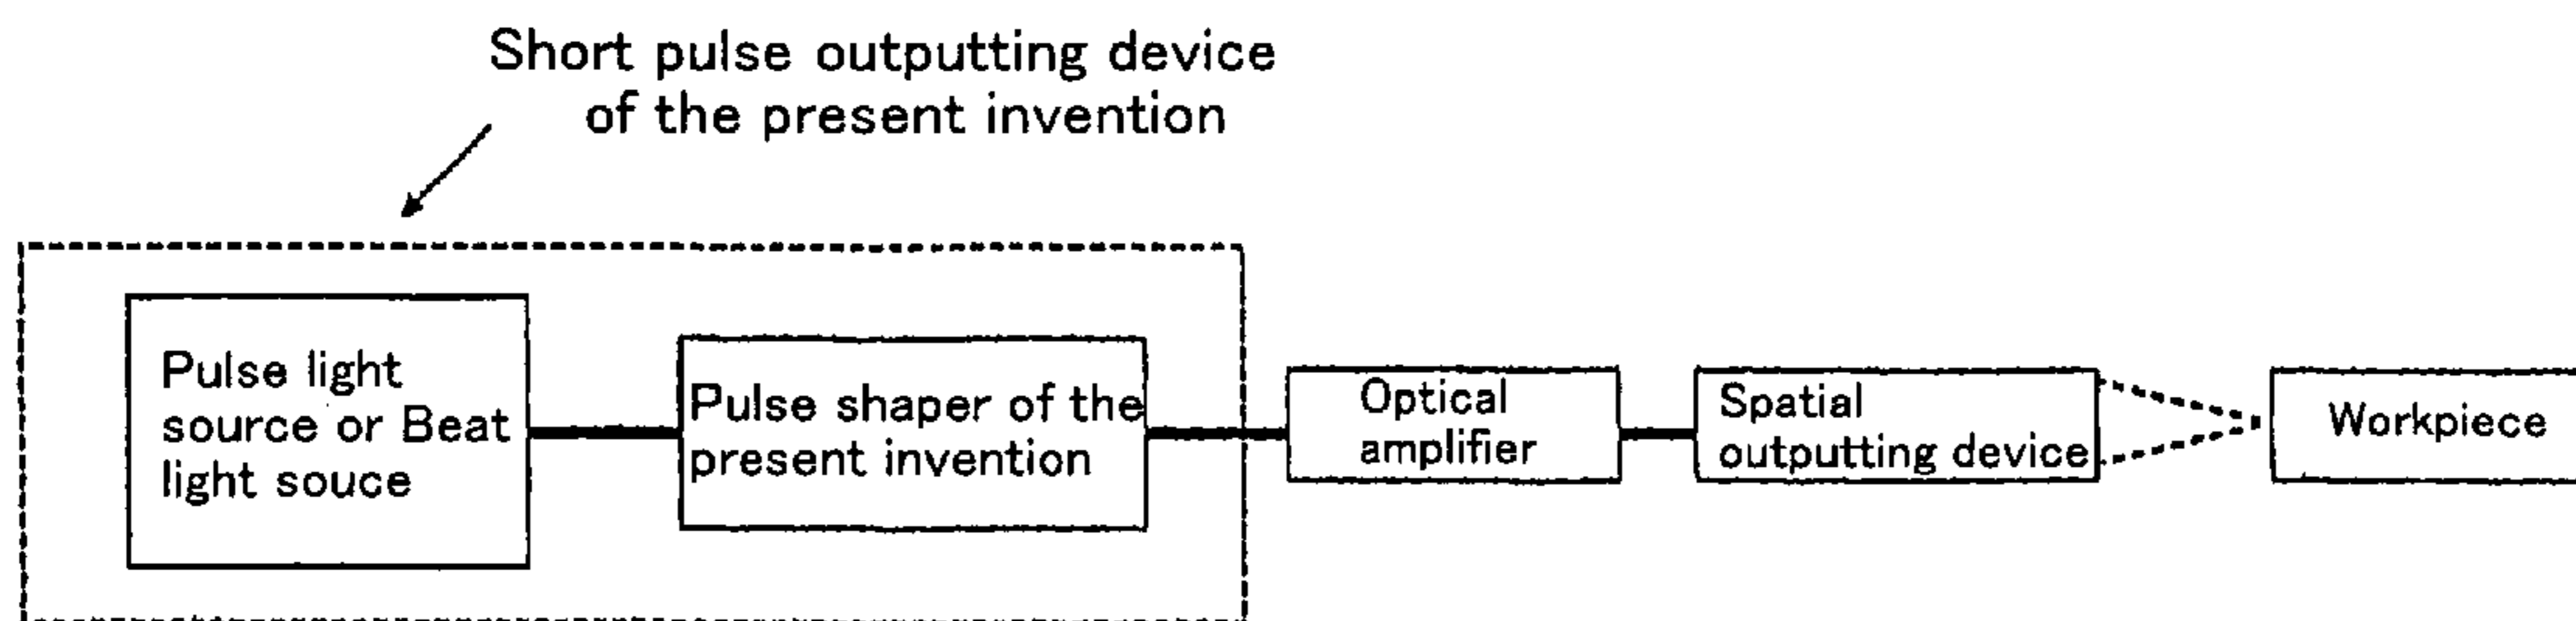 Short pulse outputting device
of the present invention
Pulse light
source or Beat
light souce
Pulse shaper of the
present invention
Optical
amplifier
Spatial
outputting device
Workpiece